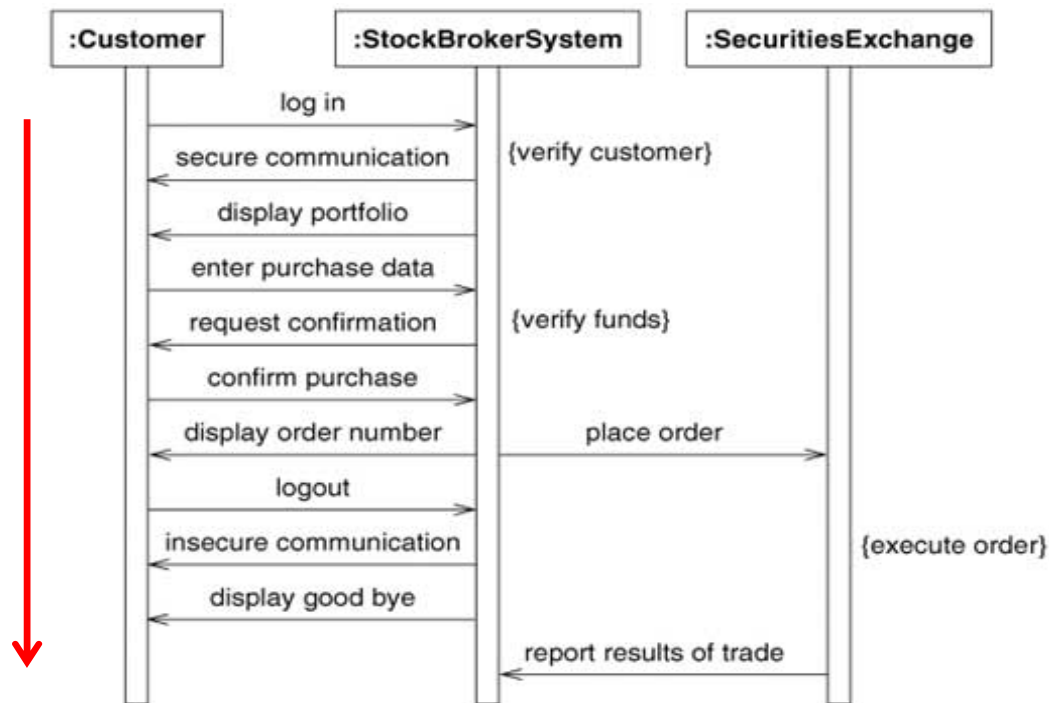 :Customer
:StockBrokerSystem
:SecuritiesExchange
log in
{verify customer}
secure communication
display portfolio
enter purchase data
{verify funds}
request confirmation
confirm purchase
display order number
place order
logout
insecure communication
{execute order}
display good bye
report results of trade